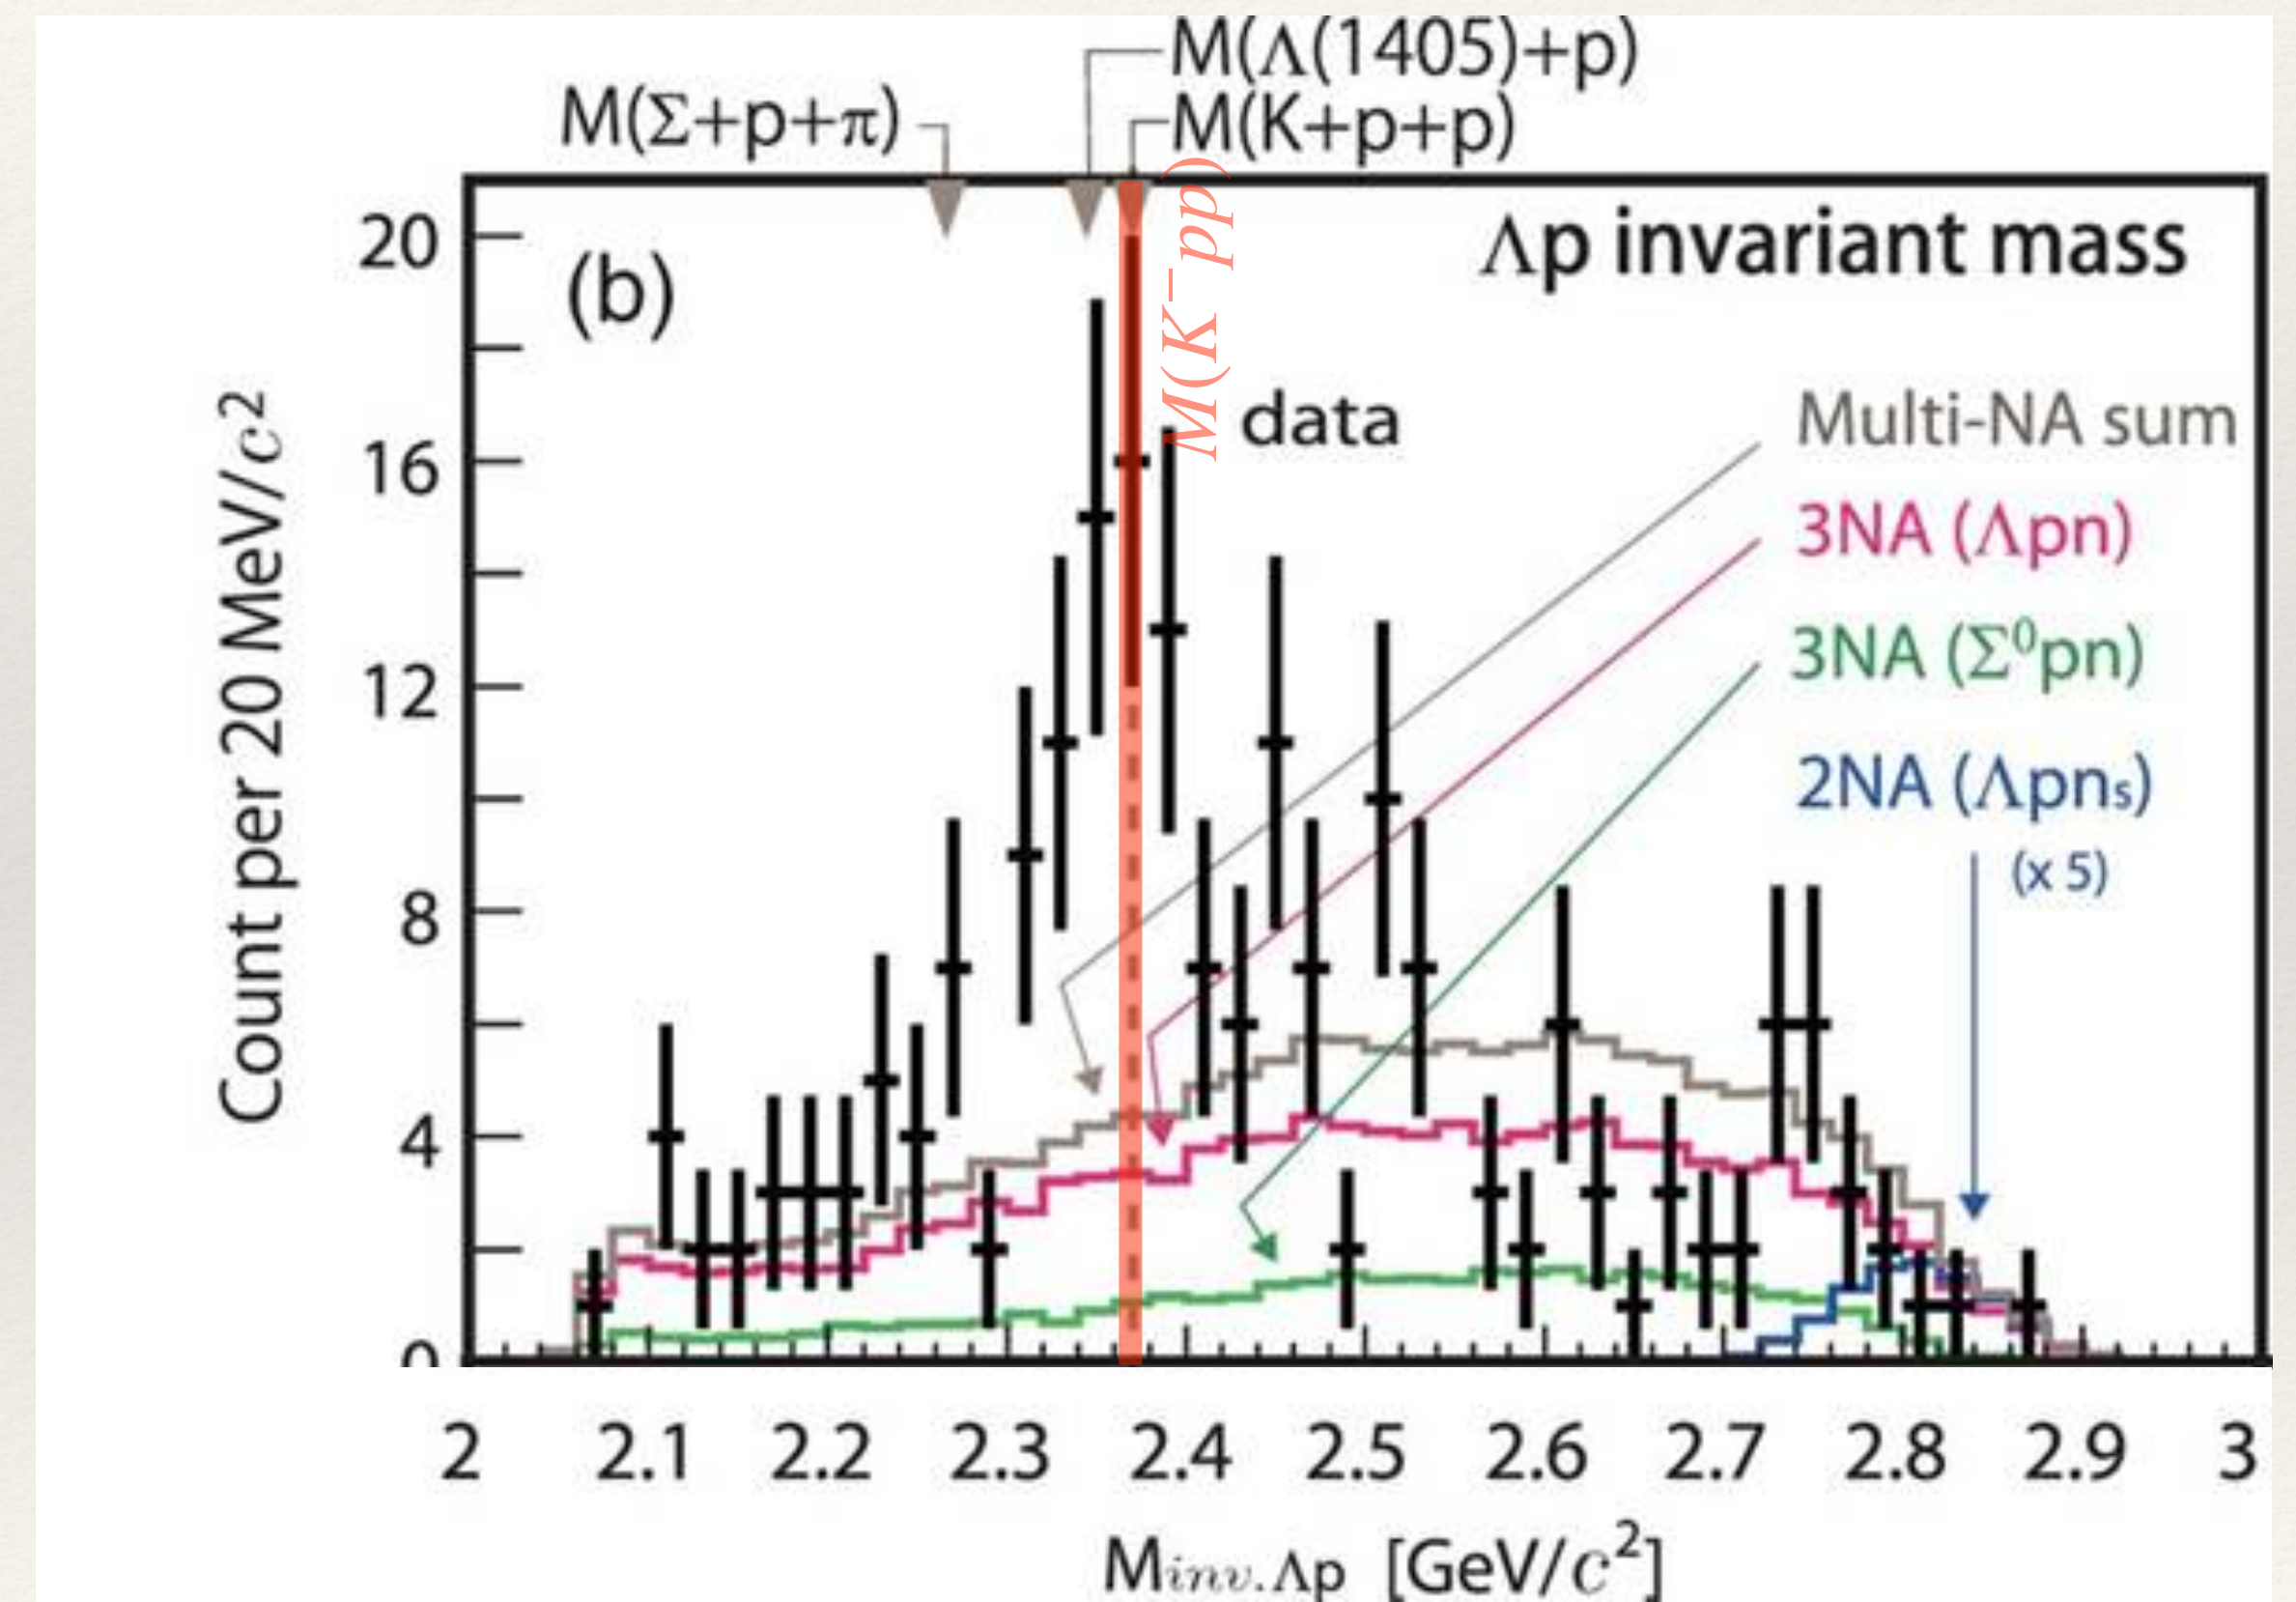 M(Λ(1405)+p)
M(Σ+p+π)
M(K+p+p)
M(K⁻pp)
(b)
Λp invariant mass
data
Multi-NA sum
3NA (Λpn)
3NA (Σ⁰pn)
2NA (Λpnₛ)
(x 5)
Count per 20 MeV/c²
20
16
12
8
4
0
2 2.1 2.2 2.3 2.4 2.5 2.6 2.7 2.8 2.9 3
Minv.Λp [GeV/c²]